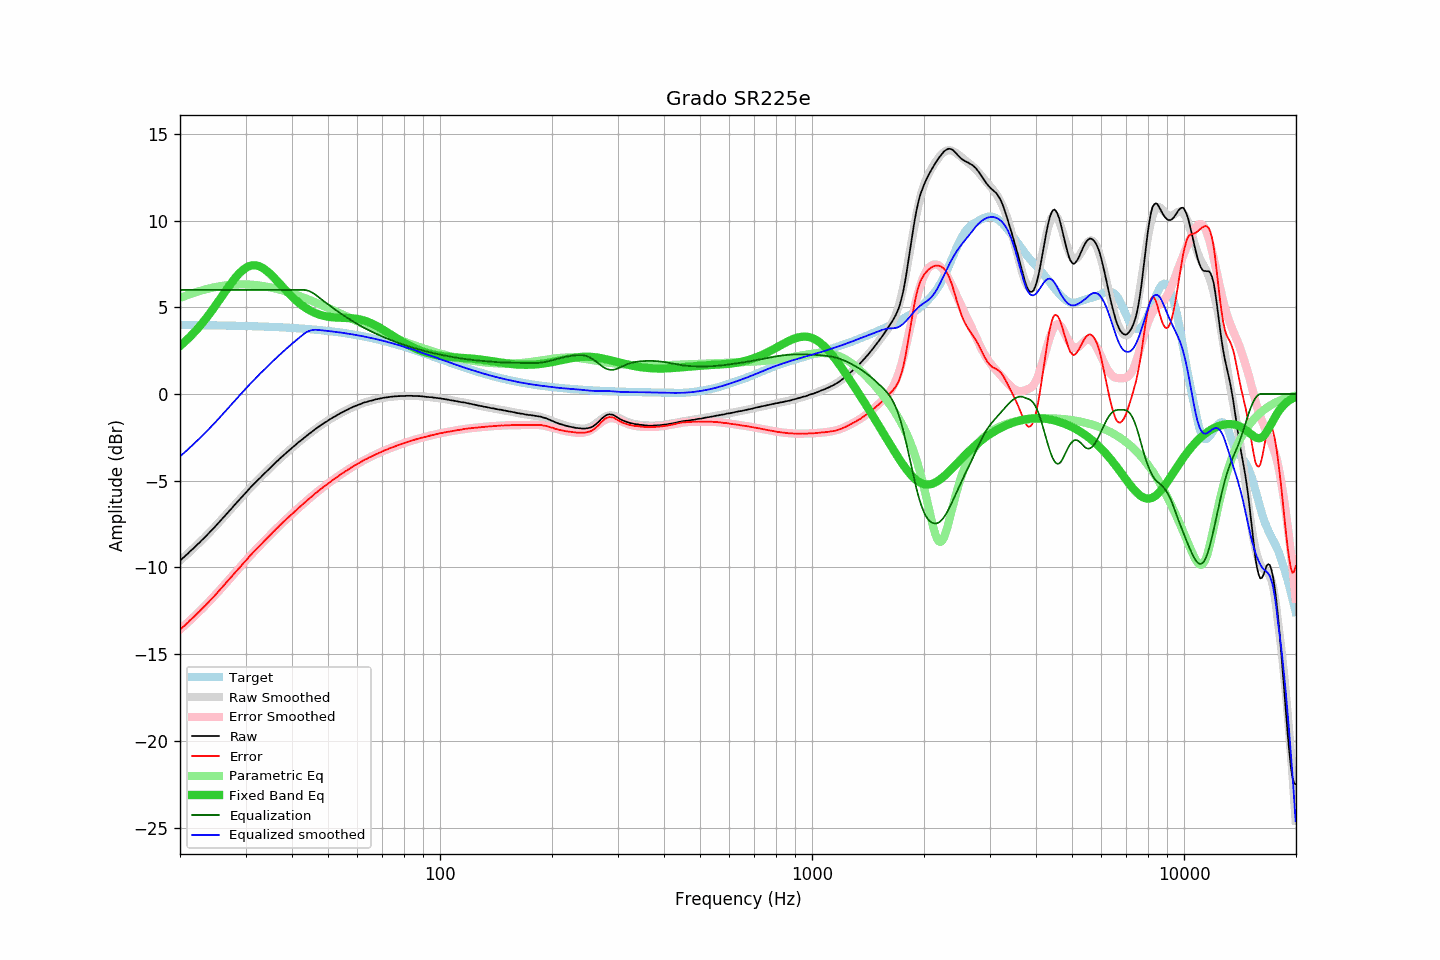 Grado SR225e
15
10
5
0
−5
−10
−15
−20
−25
Amplitude (dBr)
Target
Raw Smoothed
Error Smoothed
Raw
Error
Parametric Eq
Fixed Band Eq
Equalization
Equalized smoothed
100
1000
10000
Frequency (Hz)